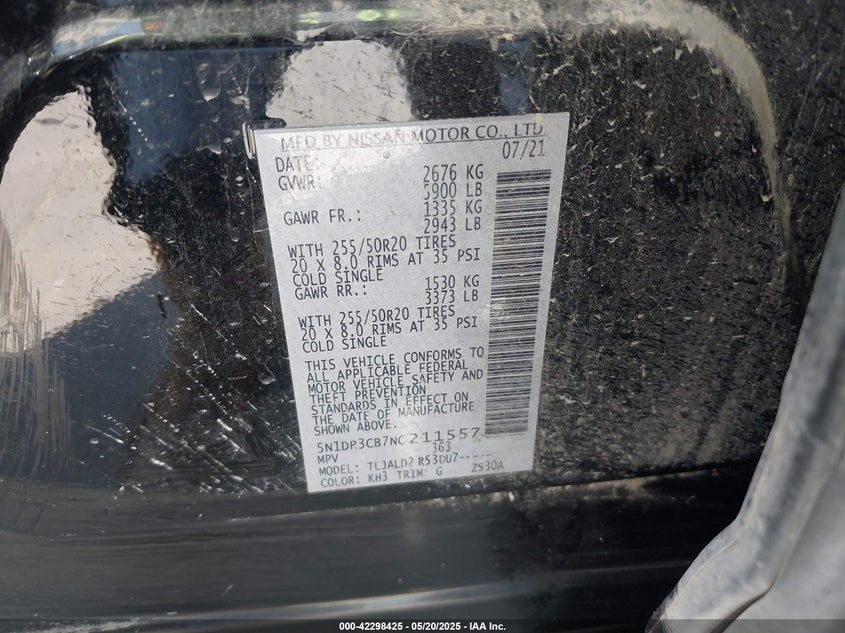 MFD BY NISSAN MOTOR CO., LTD.
DATE: 07/21
GVWR: 2676 KG
5900 LB
GAWR FR.: 1335 KG
2943 LB
WITH 255/50R20 TIRES
20 X 8.0 RIMS AT 35 PSI
COLD SINGLE
GAWR RR.: 1530 KG
3373 LB
WITH 255/50R20 TIRES
20 X 8.0 RIMS AT 35 PSI
COLD SINGLE
THIS VEHICLE CONFORMS TO
ALL APPLICABLE FEDERAL
MOTOR VEHICLE SAFETY AND
THEFT PREVENTION
STANDARDS IN EFFECT ON
THE DATE OF MANUFACTURE
SHOWN ABOVE.
5N1DR3CB7NC211557
MPV 363
MODEL: TLJALD2 R53DU7-----
COLOR: KH3 TRIM: G ZS30A
000-42298425 - 05/20/2025 - IAA Inc.